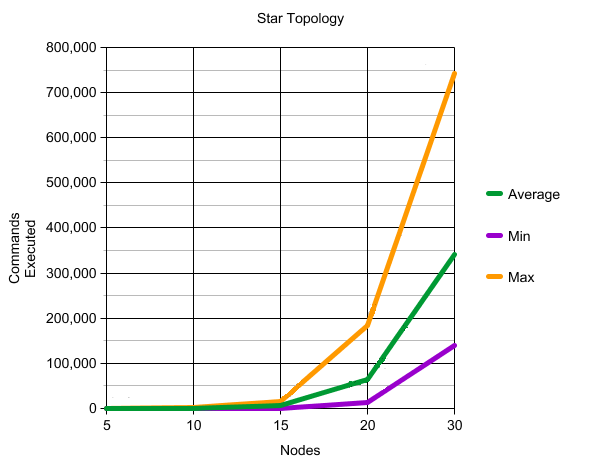 Star Topology
800,000
700,000
600,000
500,000
400,000
300,000
200,000
100,000
0
Commands
Executed
5 10 15 20 30
Nodes
Average
Min
Max